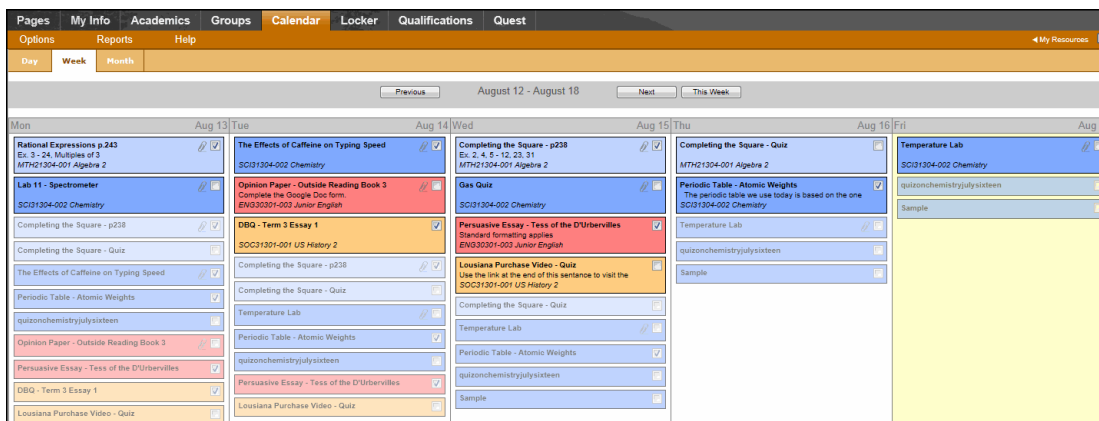 Pages My Info Academics Groups Calendar Locker Qualifications Quest
Options Reports Help My Resources
Day Week Month
Previous August 12 - August 18 Next This Week
Mon Aug 13
Rational Expressions p.243
Ex. 3 - 24, Multiples of 3
MTH21304-001 Algebra 2
Lab 11 - Spectrometer
SCI31304-002 Chemistry
Completing the Square - p238
Completing the Square - Quiz
The Effects of Caffeine on Typing Speed
Periodic Table - Atomic Weights
quizonchemistryjulysixteen
Opinion Paper - Outside Reading Book 3
Persuasive Essay - Tess of the D'Urbervilles
DBQ - Term 3 Essay 1
Lousiana Purchase Video - Quiz
Tue Aug 14
The Effects of Caffeine on Typing Speed
SCI31304-002 Chemistry
Opinion Paper - Outside Reading Book 3
Complete the Google Doc form.
ENG30301-003 Junior English
DBQ - Term 3 Essay 1
SOC31301-001 US History 2
Completing the Square - p238
Completing the Square - Quiz
Temperature Lab
Periodic Table - Atomic Weights
quizonchemistryjulysixteen
Persuasive Essay - Tess of the D'Urbervilles
Lousiana Purchase Video - Quiz
Wed Aug 15
Completing the Square - p238
Ex. 2, 4, 5 - 12, 23, 31
MTH21304-001 Algebra 2
Gas Quiz
SCI31304-002 Chemistry
Persuasive Essay - Tess of the D'Urbervilles
Standard formatting applies
ENG30301-003 Junior English
Lousiana Purchase Video - Quiz
Use the link at the end of this sentence to visit the
SOC31301-001 US History 2
Completing the Square - Quiz
Temperature Lab
Periodic Table - Atomic Weights
quizonchemistryjulysixteen
Sample
Thu Aug 16
Completing the Square - Quiz
MTH21304-001 Algebra 2
Periodic Table - Atomic Weights
The periodic table we use today is based on the one
SCI31304-002 Chemistry
Temperature Lab
quizonchemistryjulysixteen
Sample
Fri Aug
Temperature Lab
SCI31304-002 Chemistry
quizonchemistryjulysixteen
Sample